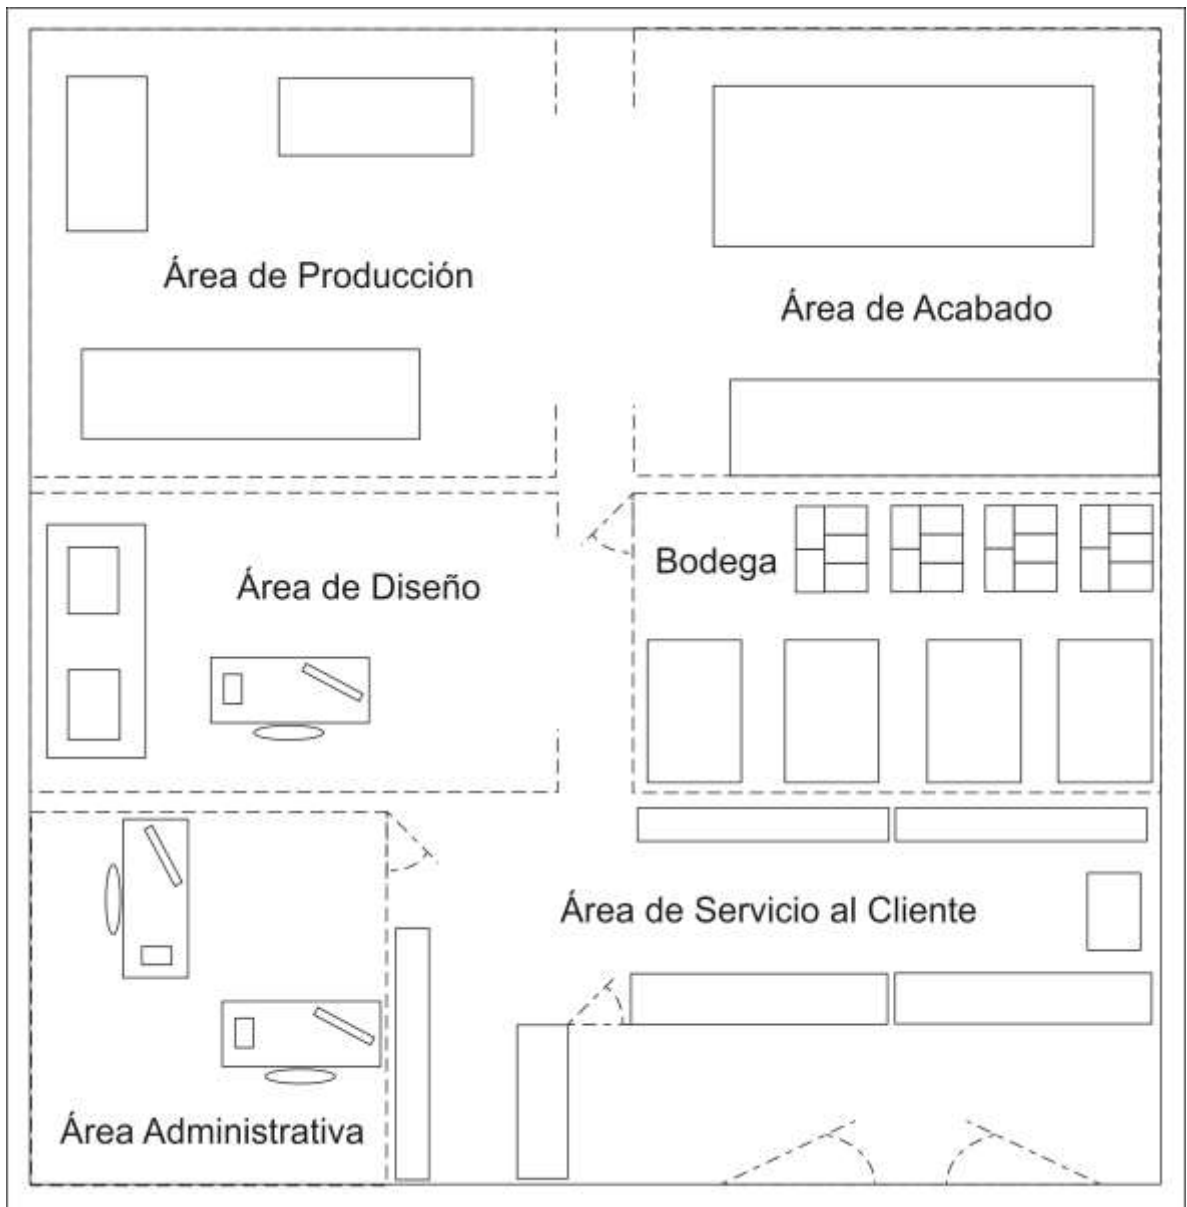 Área de Producción
Área de Acabado
Área de Diseño
Bodega
Área de Servicio al Cliente
Área Administrativa